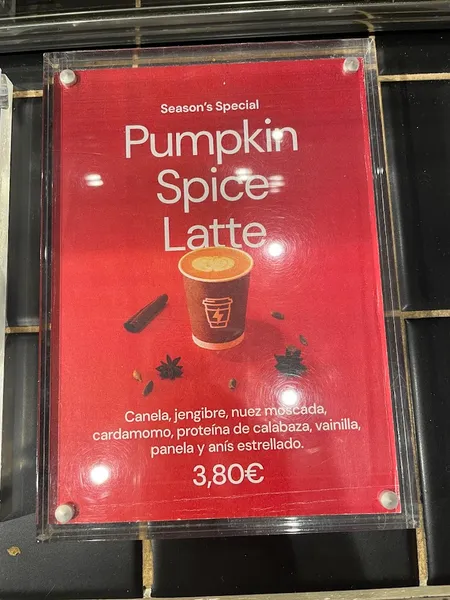 Season's Special
Pumpkin
Spice
Latte
Canela, jengibre, nuez moscada,
cardamomo, proteína de calabaza, vainilla,
panela y anís estrellado.
3,80€